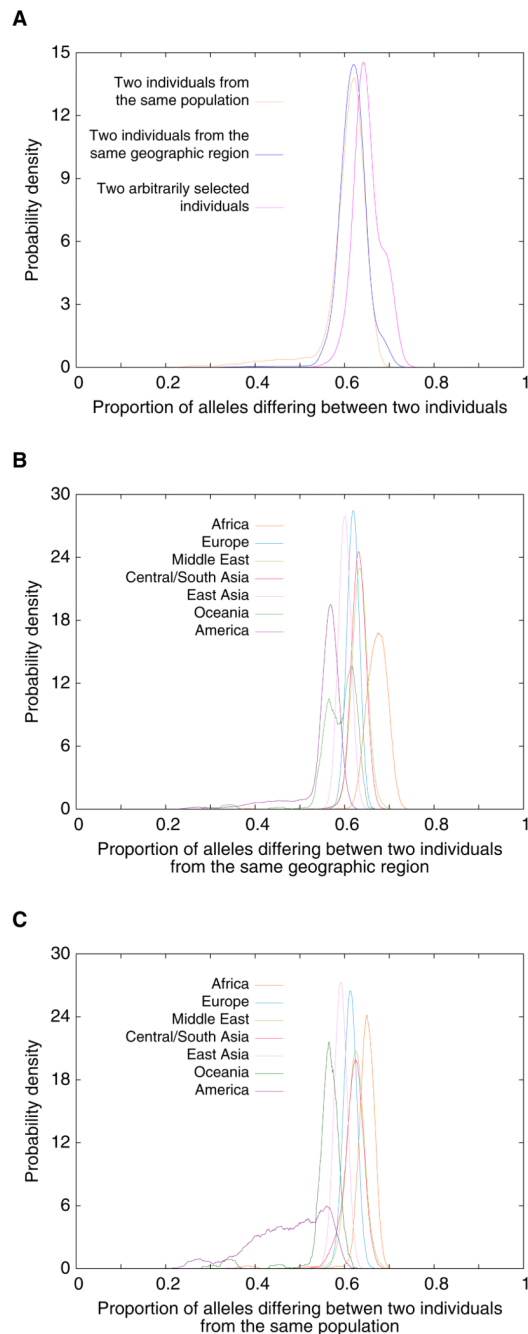 A
15
12
9
6
3
0
Probability density
Two individuals from
the same population
Two individuals from the
same geographic region
Two arbitrarily selected
individuals
0 0.2 0.4 0.6 0.8 1
Proportion of alleles differing between two individuals
B
30
24
18
12
6
0
Probability density
Africa
Europe
Middle East
Central/South Asia
East Asia
Oceania
America
0 0.2 0.4 0.6 0.8 1
Proportion of alleles differing betwen two individuals
from the same geographic region
C
30
24
18
12
6
0
Probability density
Africa
Europe
Middle East
Central/South Asia
East Asia
Oceania
America
0 0.2 0.4 0.6 0.8 1
Proportion of alleles differing between two individuals
from the same population